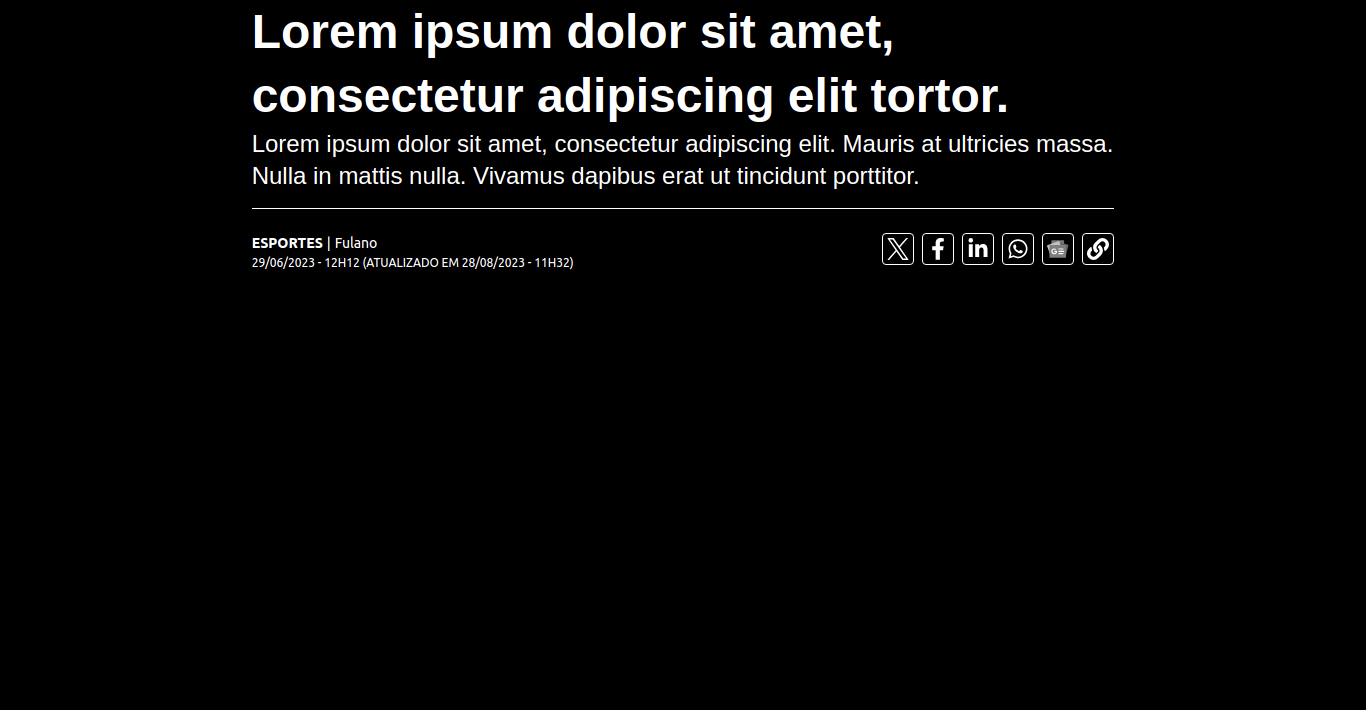 Lorem ipsum dolor sit amet,
consectetur adipiscing elit tortor.
Lorem ipsum dolor sit amet, consectetur adipiscing elit. Mauris at ultricies massa.
Nulla in mattis nulla. Vivamus dapibus erat ut tincidunt porttitor.
ESPORTES | Fulano
29/06/2023 - 12H12 (ATUALIZADO EM 28/08/2023 - 11H32)